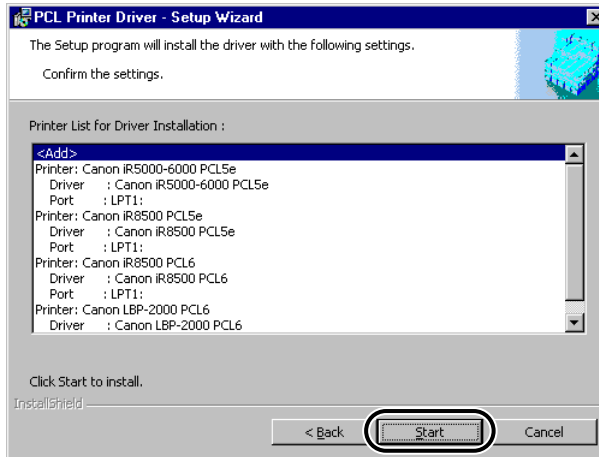 PCL Printer Driver - Setup Wizard
The Setup program will install the driver with the following settings.
Confirm the settings.
Printer List for Driver Installation :
<Add>
Printer: Canon iR5000-6000 PCL5e
Driver : Canon iR5000-6000 PCL5e
Port : LPT1:
Printer: Canon iR8500 PCL5e
Driver : Canon iR8500 PCL5e
Port : LPT1:
Printer: Canon iR8500 PCL6
Driver : Canon iR8500 PCL6
Port : LPT1:
Printer: Canon LBP-2000 PCL6
Driver : Canon LBP-2000 PCL6
Click Start to install.
InstallShield
< Back Start Cancel